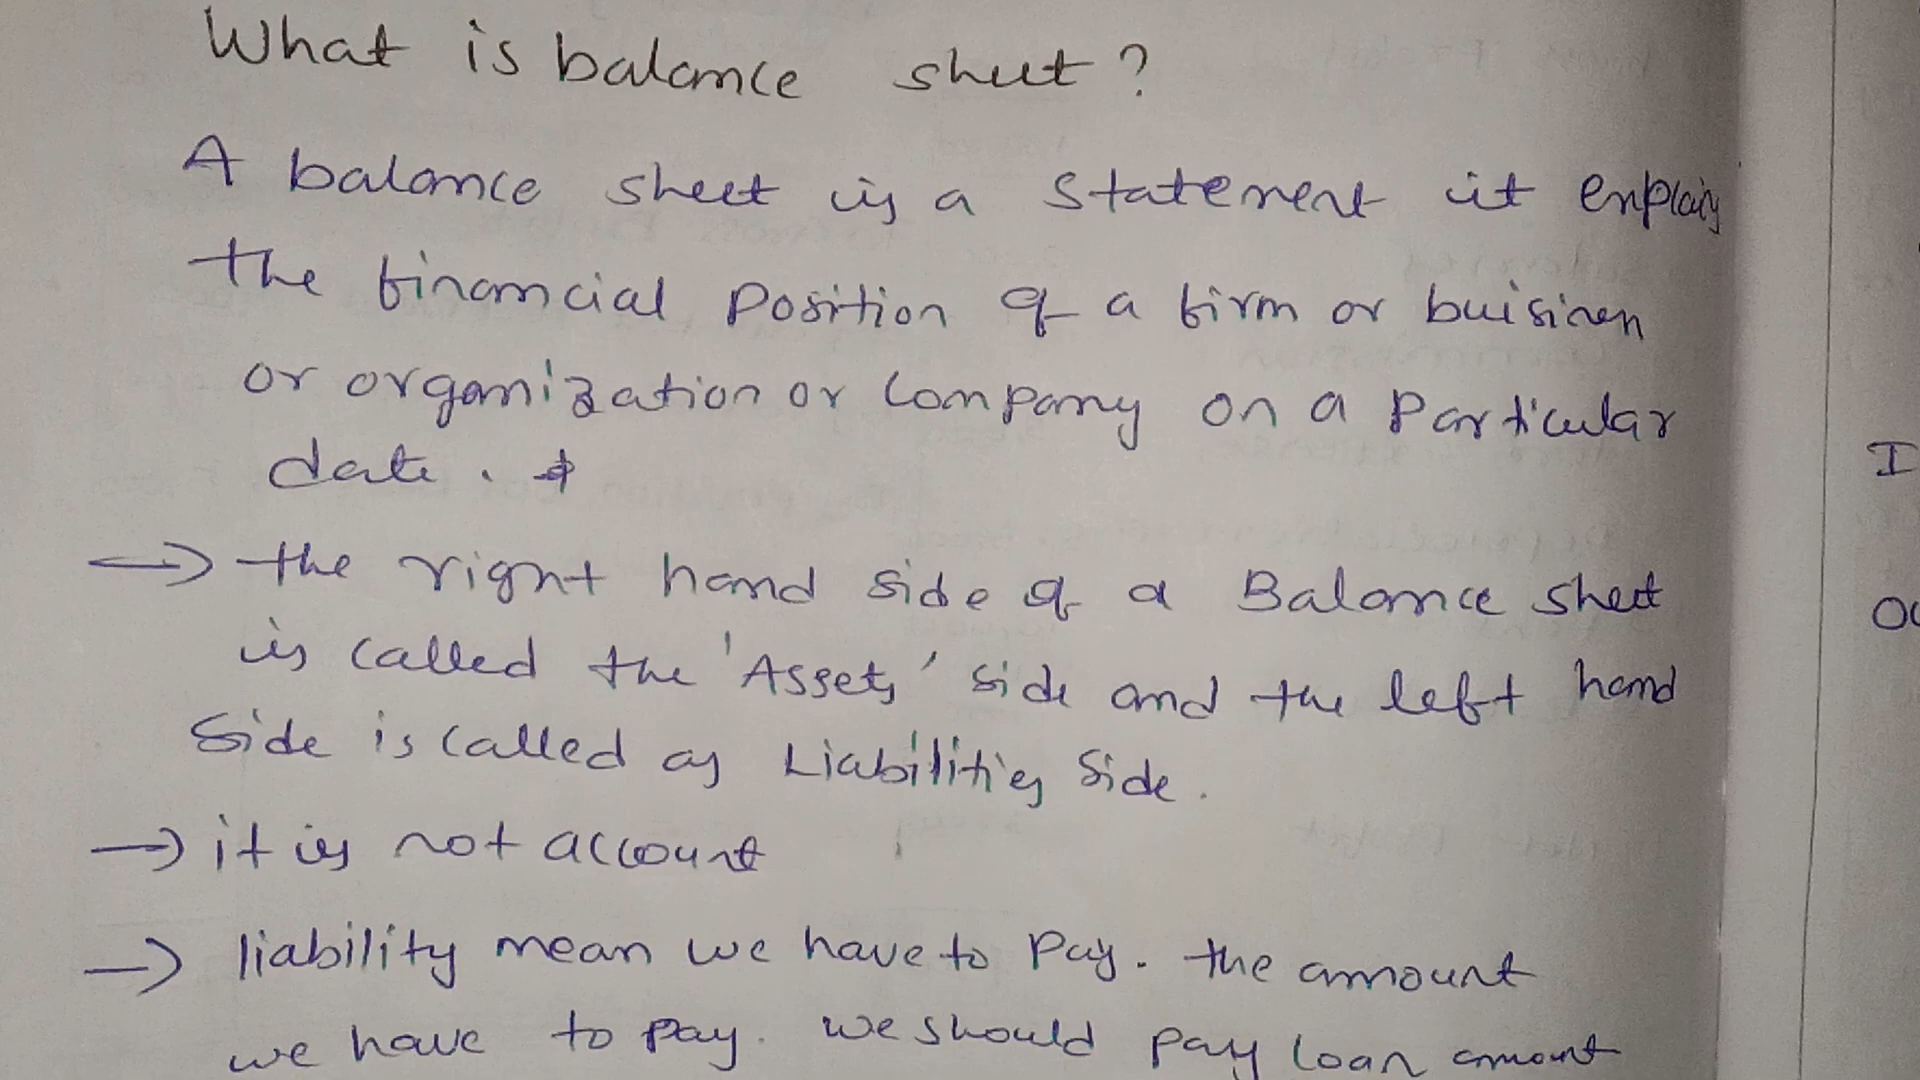 What is balance sheet?
A balance sheet is a statement it explains
the financial position of a firm or buisiness
or organization or company on a particular
date.
→ the right hand side of a Balance sheet
is called the 'Assets' side and the left hand
Side is called as Liabilities Side.
→ it is not account
→ liability mean we have to pay. the amount
we have to pay. we should pay loan amount
I